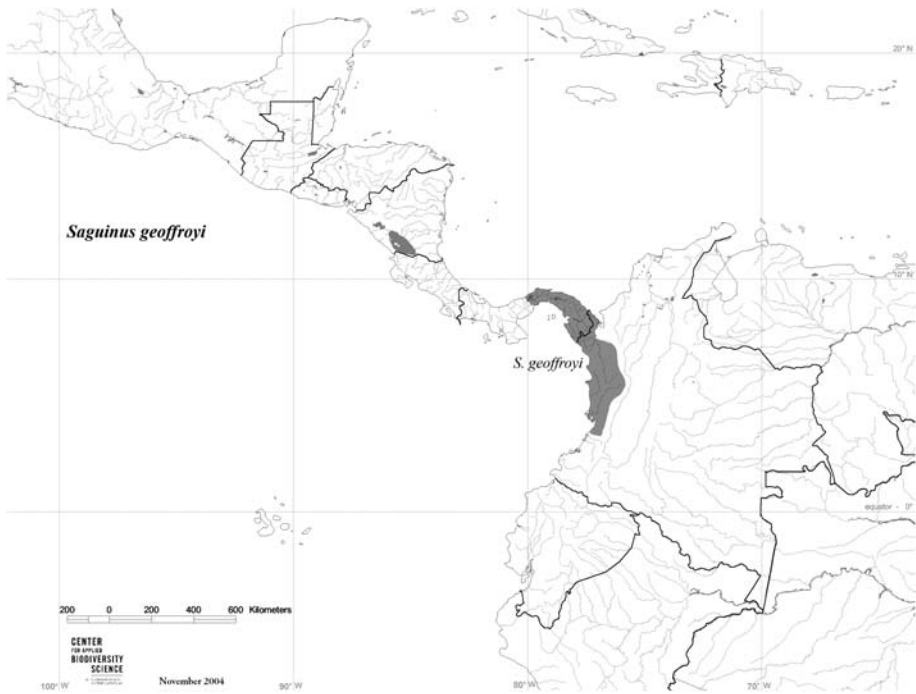 20° N
Saguinus geoffroyi
10° N
S. geoffroyi
equator - 0°
200 0 200 400 600 Kilometers
CENTER
FOR APPLIED
BIODIVERSITY
SCIENCE
November 2004
100° W 90° W 80° W 70° W